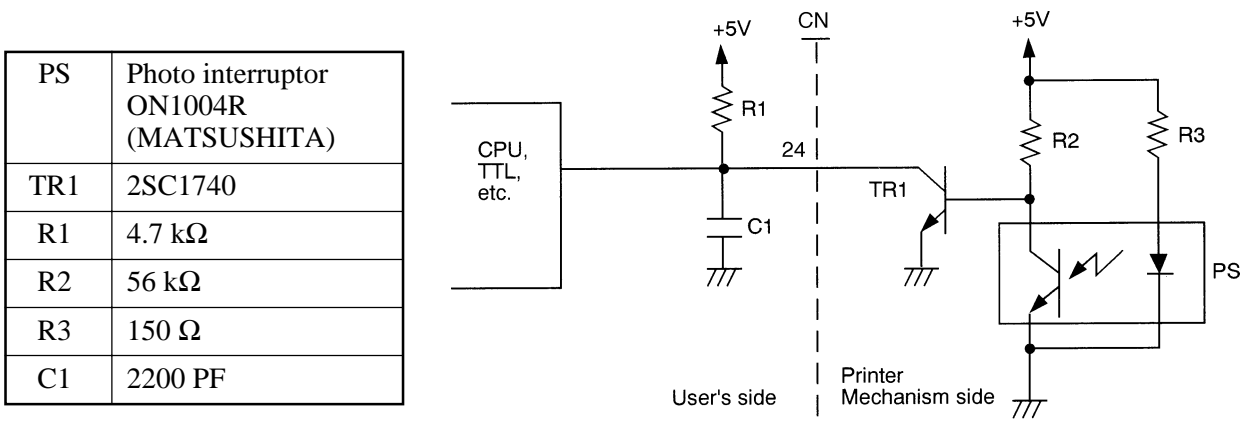 PS Photo interruptor
ON1004R
(MATSUSHITA)
TR1 2SC1740
R1 4.7 kΩ
R2 56 kΩ
R3 150 Ω
C1 2200 PF
+5V
CN
+5V
R1
R2
R3
CPU,
TTL,
etc.
24
TR1
C1
PS
User's side
Printer
Mechanism side